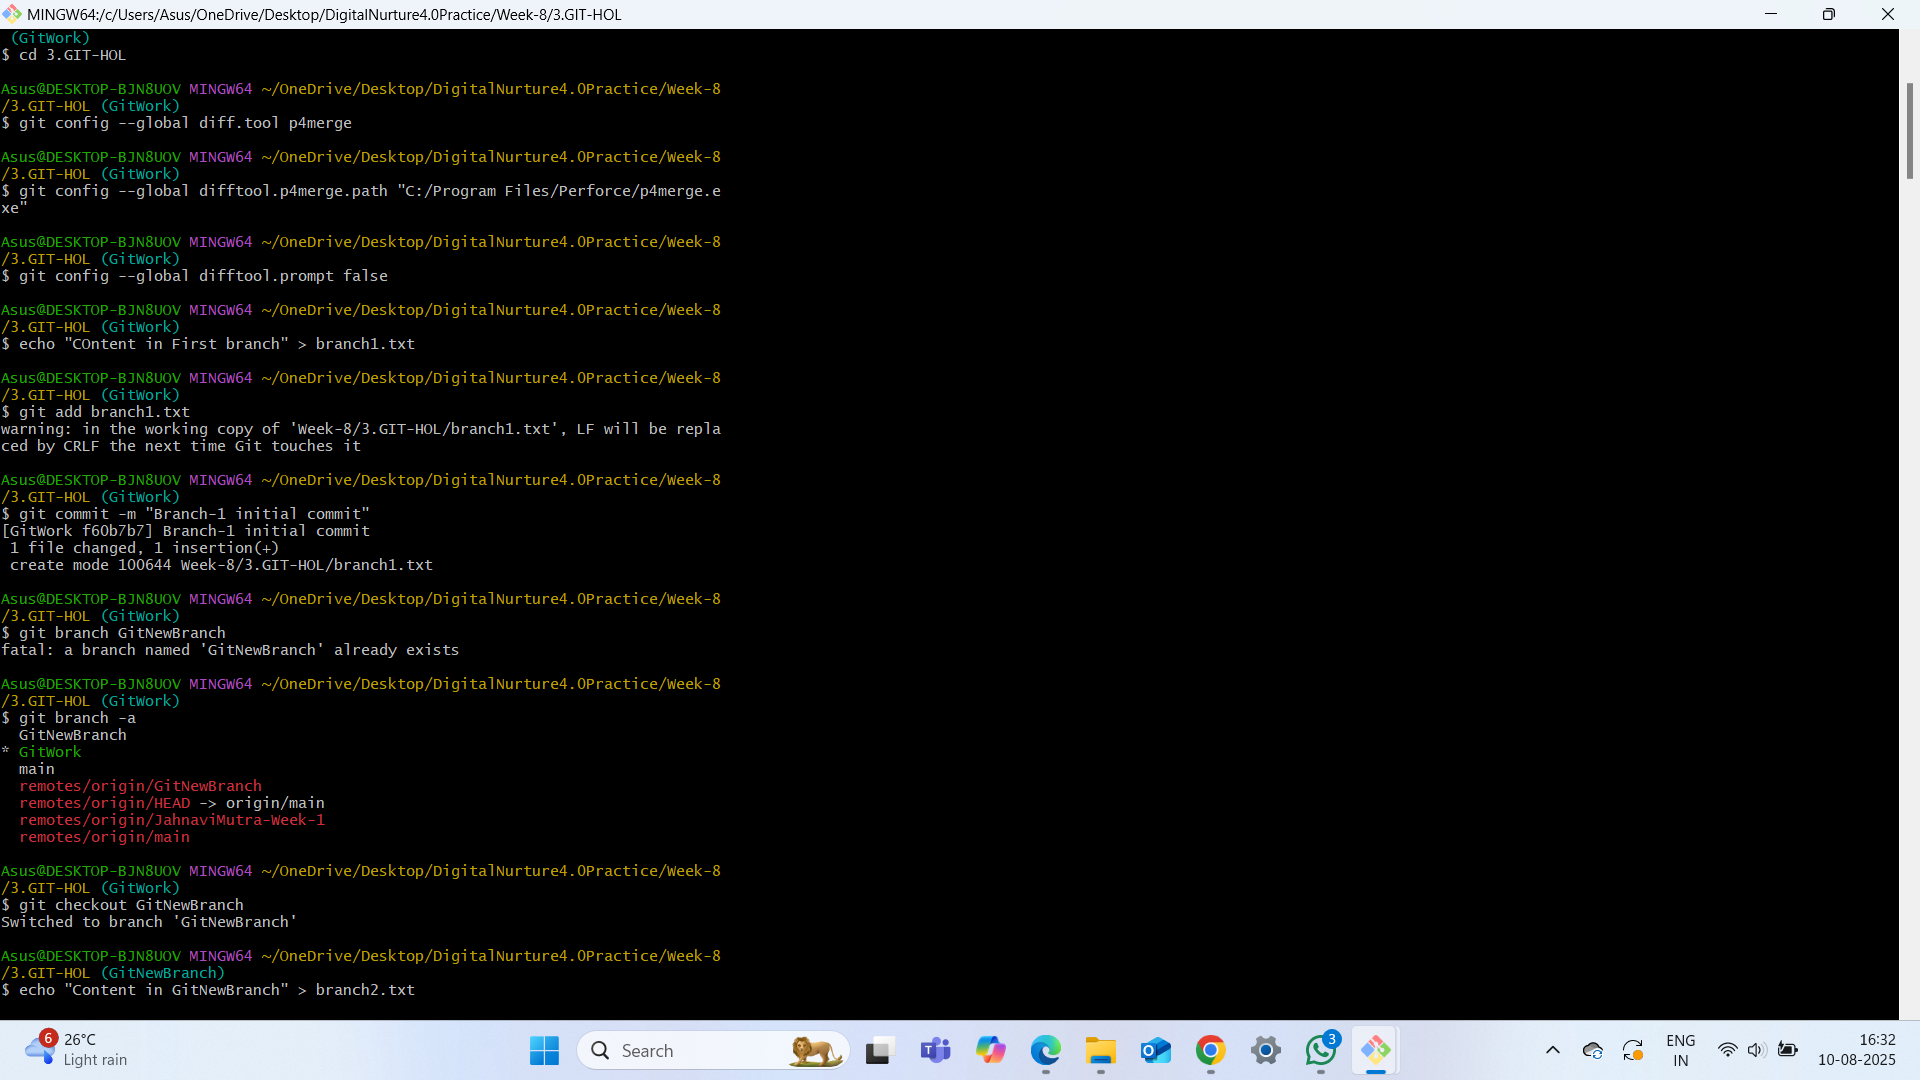 MINGW64:/c/Users/Asus/OneDrive/Desktop/DigitalNurture4.0Practice/Week-8/3.GIT-HOL
(GitWork)
$ cd 3.GIT-HOL
Asus@DESKTOP-BJN8UOV MINGW64 ~/OneDrive/Desktop/DigitalNurture4.0Practice/Week-8
/3.GIT-HOL (GitWork)
$ git config --global diff.tool p4merge
Asus@DESKTOP-BJN8UOV MINGW64 ~/OneDrive/Desktop/DigitalNurture4.0Practice/Week-8
/3.GIT-HOL (GitWork)
$ git config --global difftool.p4merge.path "C:/Program Files/Perforce/p4merge.e
xe"
Asus@DESKTOP-BJN8UOV MINGW64 ~/OneDrive/Desktop/DigitalNurture4.0Practice/Week-8
/3.GIT-HOL (GitWork)
$ git config --global difftool.prompt false
Asus@DESKTOP-BJN8UOV MINGW64 ~/OneDrive/Desktop/DigitalNurture4.0Practice/Week-8
/3.GIT-HOL (GitWork)
$ echo "COntent in First branch" > branch1.txt
Asus@DESKTOP-BJN8UOV MINGW64 ~/OneDrive/Desktop/DigitalNurture4.0Practice/Week-8
/3.GIT-HOL (GitWork)
$ git add branch1.txt
warning: in the working copy of 'Week-8/3.GIT-HOL/branch1.txt', LF will be repla
ced by CRLF the next time Git touches it
Asus@DESKTOP-BJN8UOV MINGW64 ~/OneDrive/Desktop/DigitalNurture4.0Practice/Week-8
/3.GIT-HOL (GitWork)
$ git commit -m "Branch-1 initial commit"
[GitWork f60b7b7] Branch-1 initial commit
1 file changed, 1 insertion(+)
create mode 100644 Week-8/3.GIT-HOL/branch1.txt
Asus@DESKTOP-BJN8UOV MINGW64 ~/OneDrive/Desktop/DigitalNurture4.0Practice/Week-8
/3.GIT-HOL (GitWork)
$ git branch GitNewBranch
fatal: a branch named 'GitNewBranch' already exists
Asus@DESKTOP-BJN8UOV MINGW64 ~/OneDrive/Desktop/DigitalNurture4.0Practice/Week-8
/3.GIT-HOL (GitWork)
$ git branch -a
GitNewBranch
* GitWork
main
remotes/origin/GitNewBranch
remotes/origin/HEAD -> origin/main
remotes/origin/JahnaviMutra-Week-1
remotes/origin/main
Asus@DESKTOP-BJN8UOV MINGW64 ~/OneDrive/Desktop/DigitalNurture4.0Practice/Week-8
/3.GIT-HOL (GitWork)
$ git checkout GitNewBranch
Switched to branch 'GitNewBranch'
Asus@DESKTOP-BJN8UOV MINGW64 ~/OneDrive/Desktop/DigitalNurture4.0Practice/Week-8
/3.GIT-HOL (GitNewBranch)
$ echo "Content in GitNewBranch" > branch2.txt
6
26°C
Light rain
Search
3
ENG
IN
16:32
10-08-2025